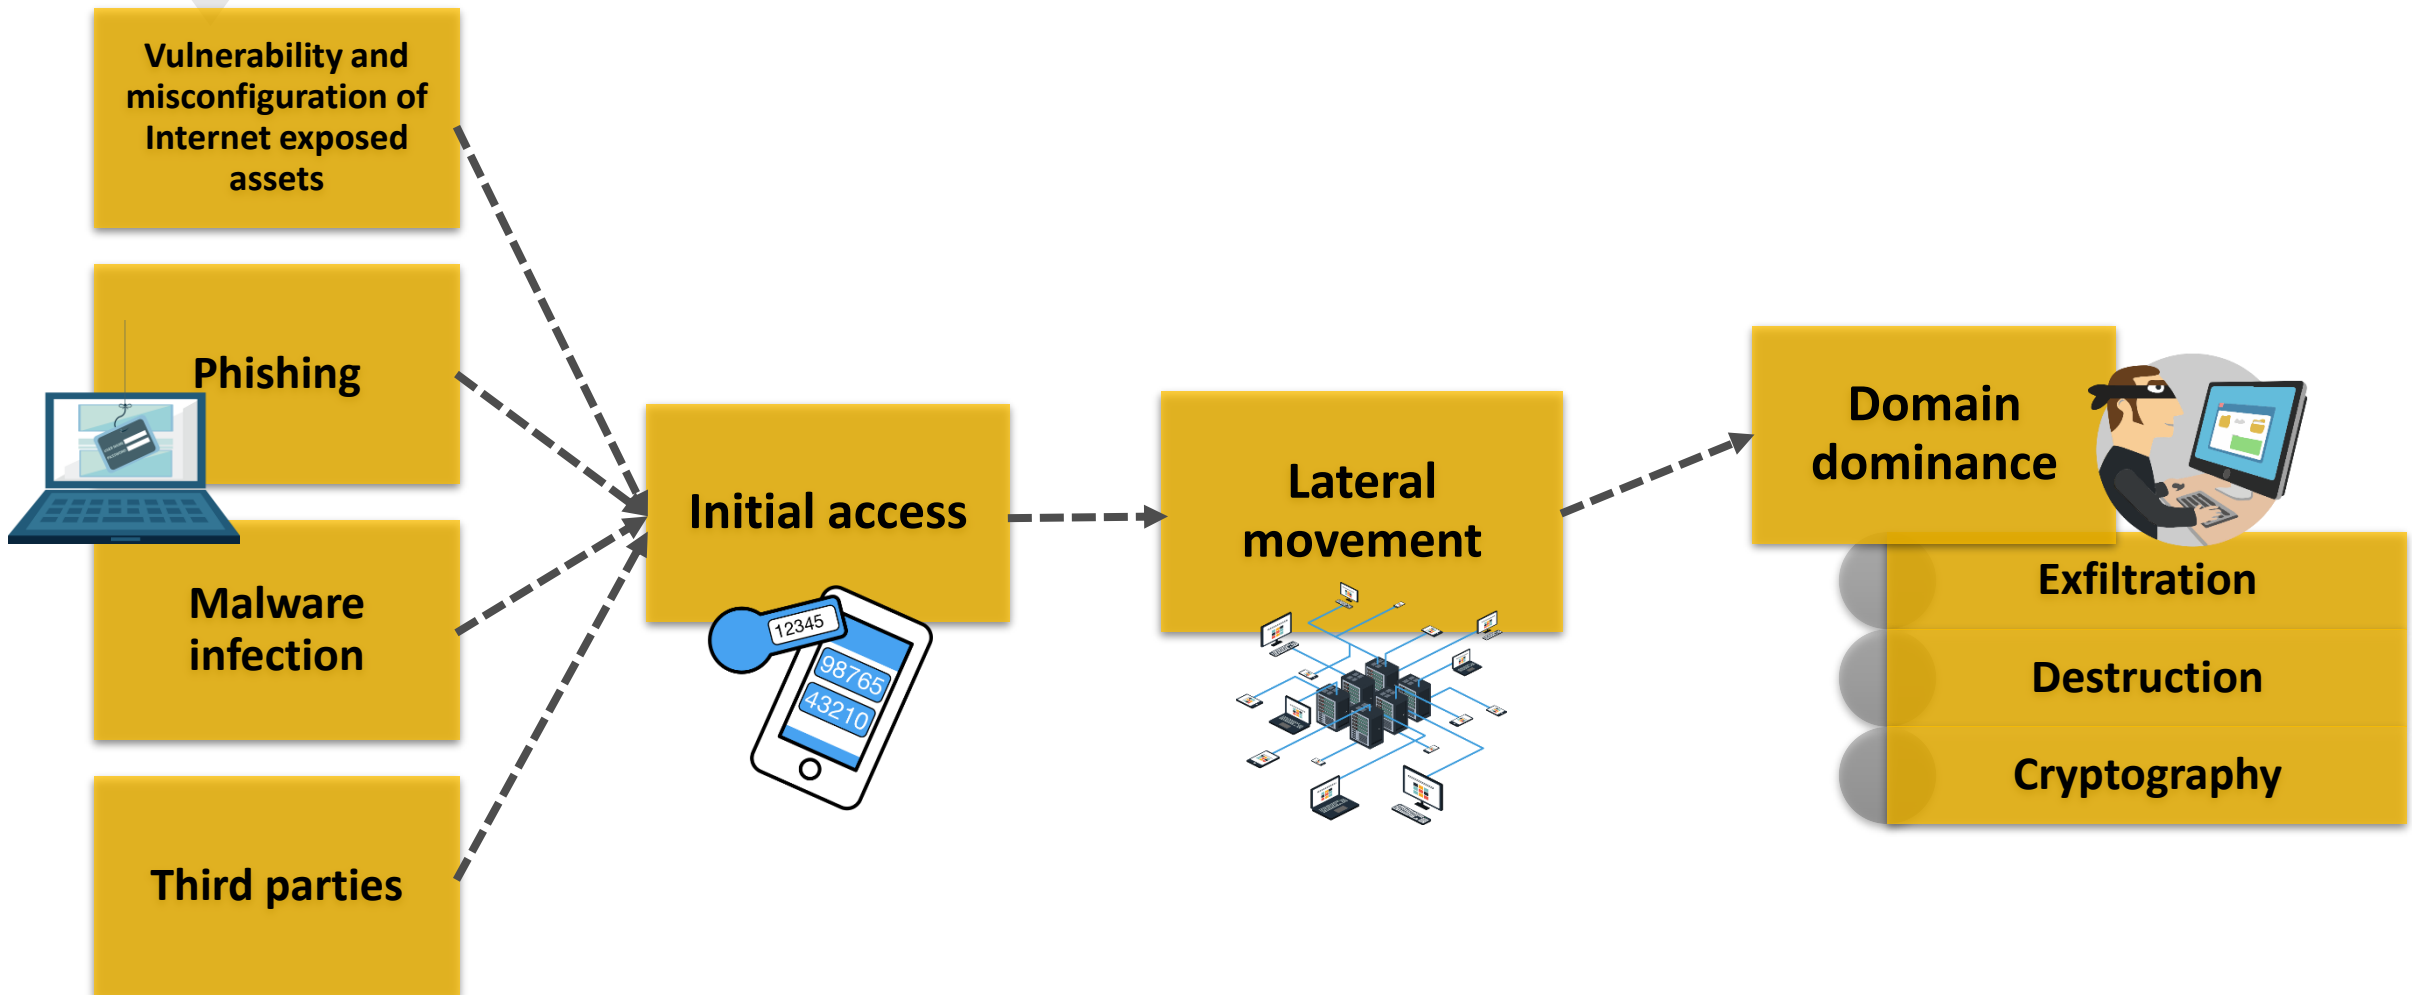 Vulnerability and
misconfiguration of
Internet exposed
assets
Phishing
Malware
infection
Third parties
Initial access
12345
98765
43210
Lateral
movement
Domain
dominance
Exfiltration
Destruction
Cryptography